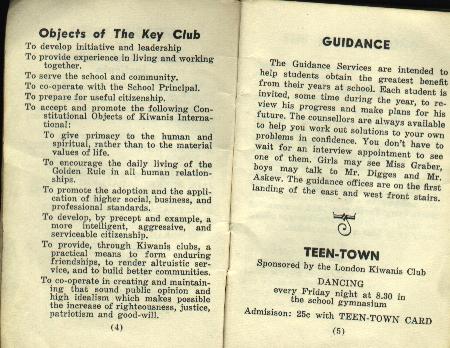 Objects of The Key Club
To develop initiative and leadership
To provide experience in living and working
together.
To serve the school and community.
To co-operate with the School Principal.
To prepare for useful citizenship.
To accept and promote the following Con-
stitutional Objects of Kiwanis Interna-
tional:
To give primacy to the human and
spiritual, rather than to the material
values of life.
To encourage the daily living of the
Golden Rule in all human relation-
ships.
To promote the adoption and the appli-
cation of higher social, business, and
professional standards.
To develop, by precept and example, a
more intelligent, aggressive, and
serviceable citizenship.
To provide, through Kiwanis clubs, a
practical means to form enduring
friendships, to render altruistic ser-
vice, and to build better communities.
To co-operate in creating and maintain-
ing that sound public opinion and
high idealism which makes possible
the increase of righteousness, justice,
patriotism and good-will.
(4)
GUIDANCE
The Guidance Services are intended to
help students obtain the greatest benefit
from their years at school. Each student is
invited, some time during the year, to re-
view his progress and make plans for his
future. The counsellors are always available
to help you work out solutions to your own
problems in confidence. You don't have to
wait for an interview appointment to see
one of them. Girls may see Miss Graber,
boys may talk to Mr. Digges and Mr.
Askew. The guidance offices are on the first
landing of the east and west front stairs.
TEEN-TOWN
Sponsored by the London Kiwanis Club
DANCING
every Friday night at 8.30 in
the school gymnasium
Admisison: 25c with TEEN-TOWN CARD
(5)